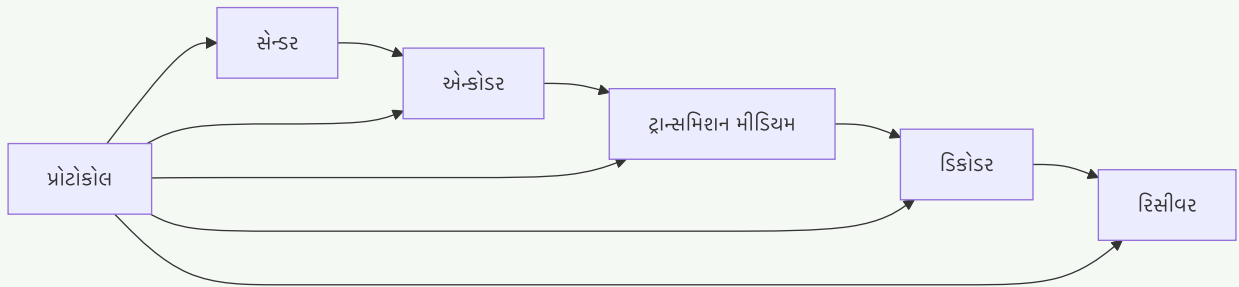 સેન્ડર
એન્કોડર
ટ્રાન્સમિશન મીડિયમ
પ્રોટોકોલ
ડિકોડર
રિસીવર